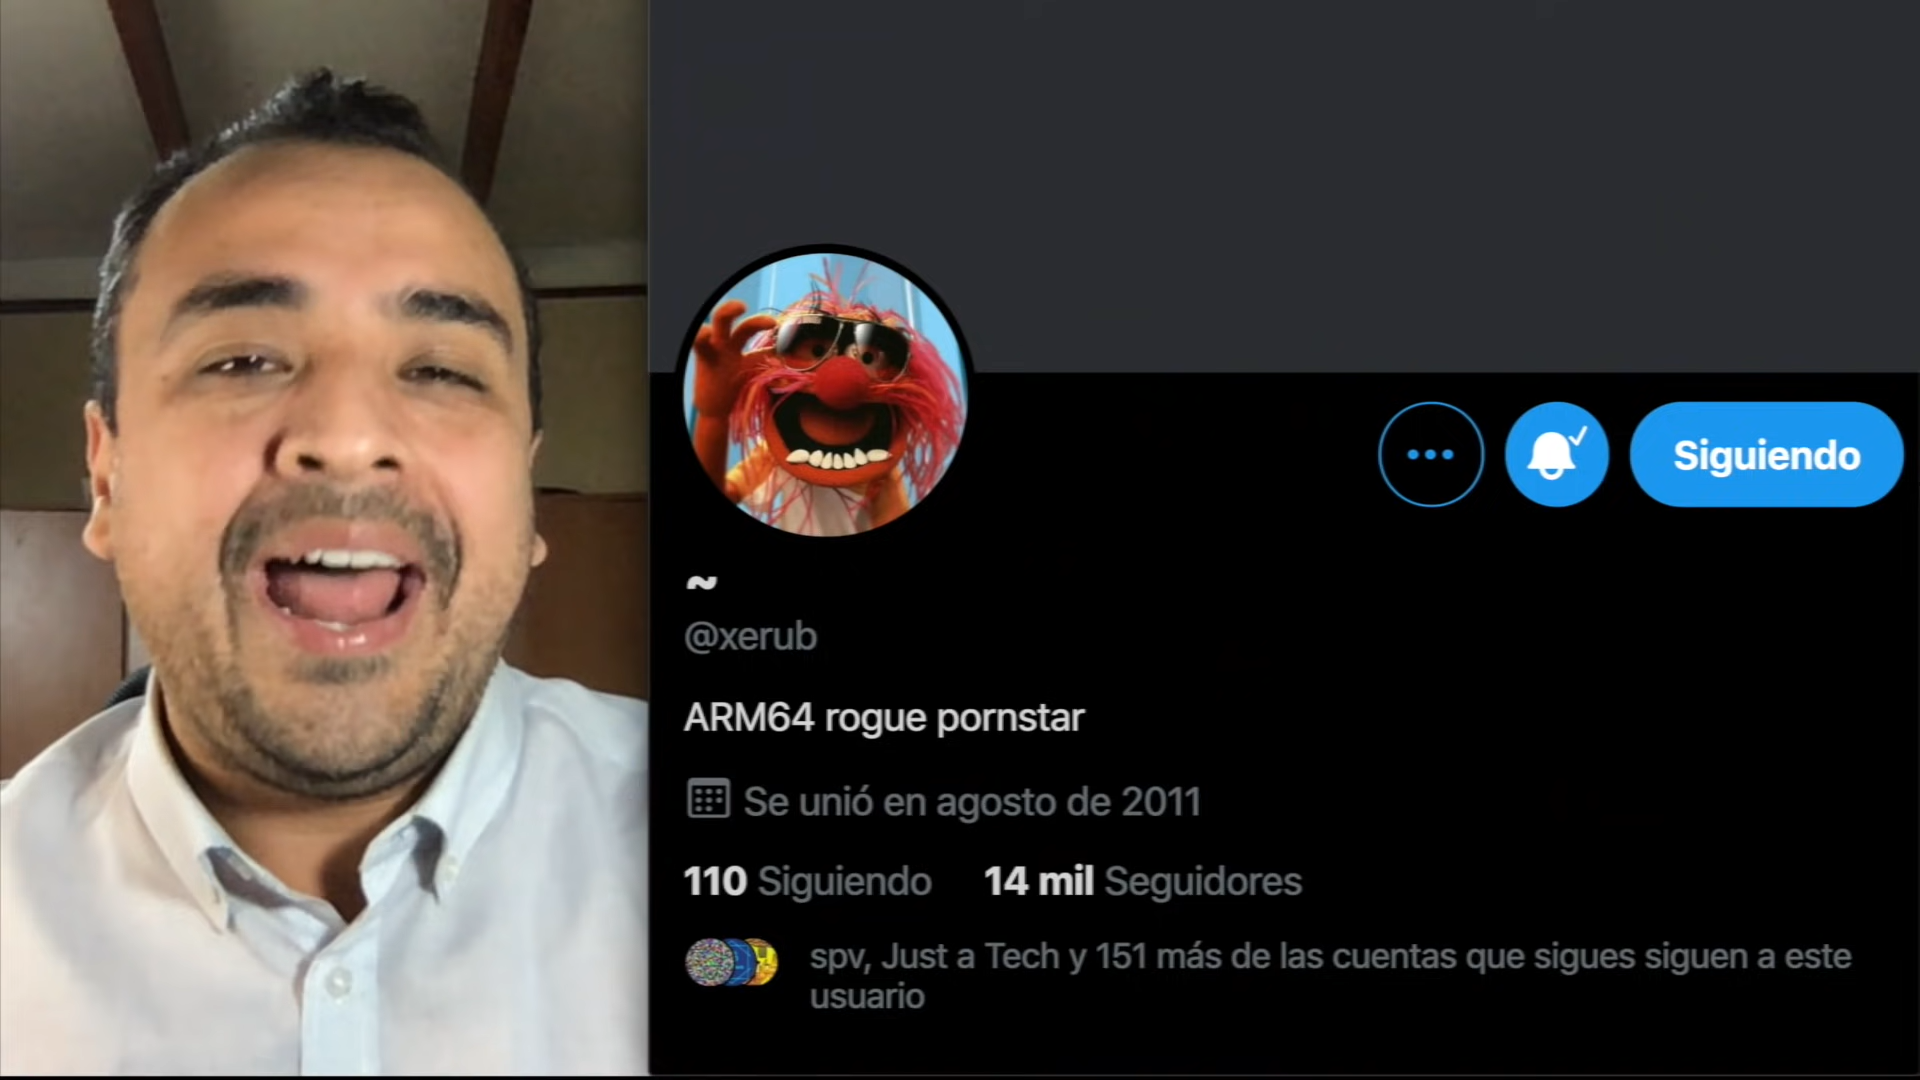 Siguiendo
~
@xerub
ARM64 rogue pornstar
Se unió en agosto de 2011
110 Siguiendo 14 mil Seguidores
spv, Just a Tech y 151 más de las cuentas que sigues siguen a este
usuario